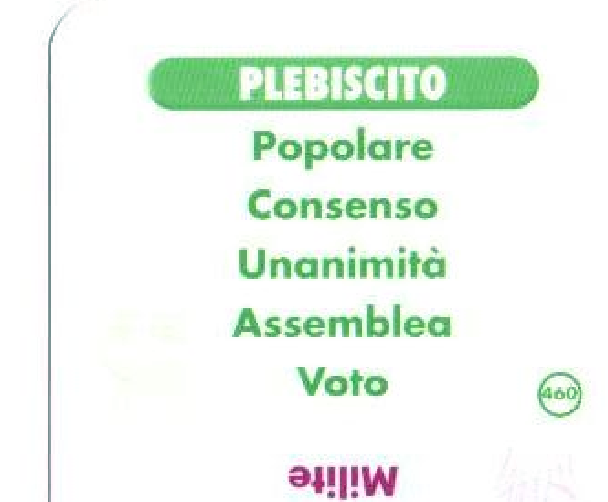 PLEBISCITO
Popolare
Consenso
Unanimità
Assemblea
Voto
460
Milite